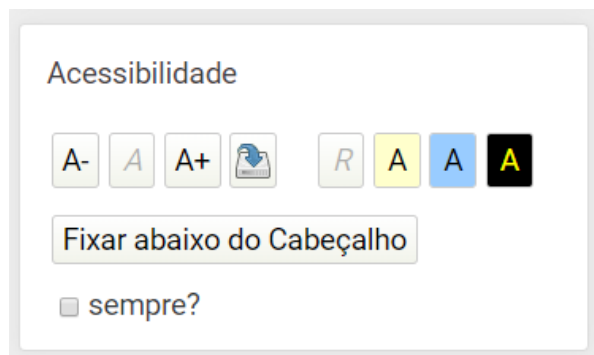 Acessibilidade
A- A A+ R A A A
Fixar abaixo do Cabeçalho
sempre?